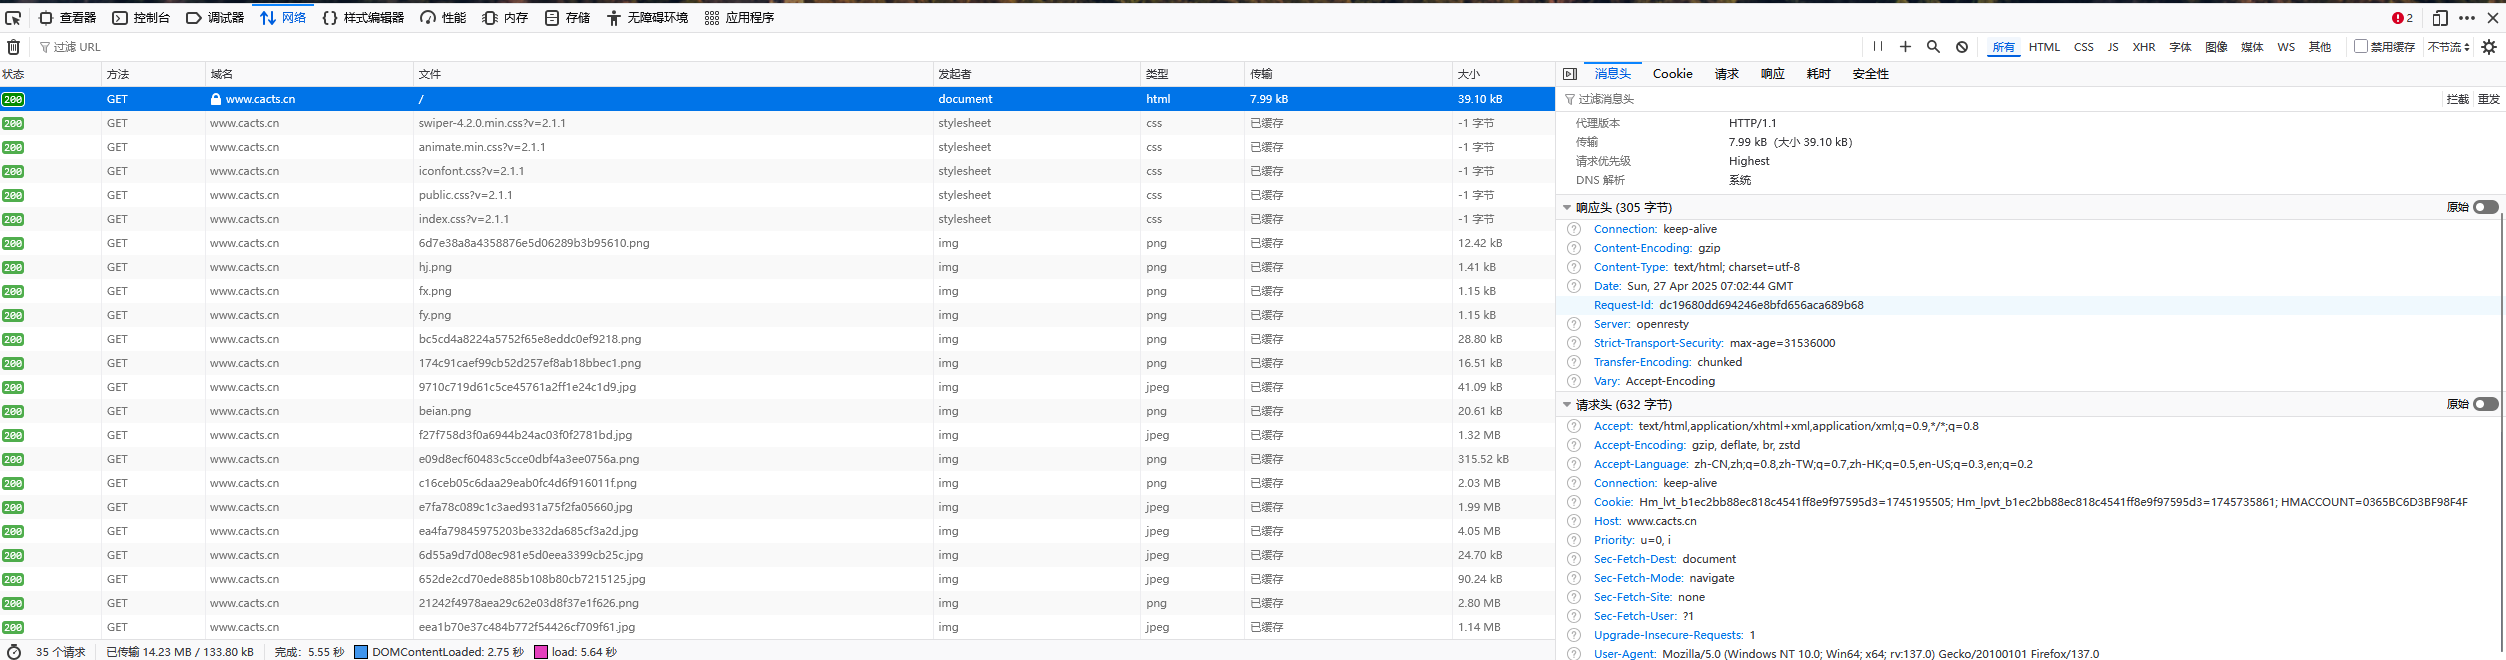 查看器 控制台 调试器 网络 {} 样式编辑器 性能 内存 存储 无障碍环境 应用程序 2
过滤 URL 所有 HTML CSS JS XHR 字体 图像 媒体 WS 其他 禁用缓存 不节流
状态 方法 域名 文件 发起者 类型 传输 大小 消息头 Cookie 请求 响应 耗时 安全性
200 GET www.cacts.cn / document html 7.99 kB 39.10 kB
200 GET www.cacts.cn swiper-4.2.0.min.css?v=2.1.1 stylesheet css 已缓存 -1 字节
200 GET www.cacts.cn animate.min.css?v=2.1.1 stylesheet css 已缓存 -1 字节
200 GET www.cacts.cn iconfont.css?v=2.1.1 stylesheet css 已缓存 -1 字节
200 GET www.cacts.cn public.css?v=2.1.1 stylesheet css 已缓存 -1 字节
200 GET www.cacts.cn index.css?v=2.1.1 stylesheet css 已缓存 -1 字节
200 GET www.cacts.cn 6d7e38a8a4358876e5d06289b3b95610.png img png 已缓存 12.42 kB
200 GET www.cacts.cn hj.png img png 已缓存 1.41 kB
200 GET www.cacts.cn fx.png img png 已缓存 1.15 kB
200 GET www.cacts.cn fy.png img png 已缓存 1.15 kB
200 GET www.cacts.cn bc5cd4a8224a5752f65e8eddc0ef9218.png img png 已缓存 28.80 kB
200 GET www.cacts.cn 174c91caef99cb52d257ef8ab18bbec1.png img png 已缓存 16.51 kB
200 GET www.cacts.cn 9710c719d61c5ce45761a2ff1e24c1d9.jpg img jpeg 已缓存 41.09 kB
200 GET www.cacts.cn beian.png img png 已缓存 20.61 kB
200 GET www.cacts.cn f27f758d3f0a6944b24ac03f0f2781bd.jpg img jpeg 已缓存 1.32 MB
200 GET www.cacts.cn e09d8ecf60483c5cce0dbf4a3ee0756a.png img png 已缓存 315.52 kB
200 GET www.cacts.cn c16ceb05c6daa29eab0fc4d6f916011f.png img png 已缓存 2.03 MB
200 GET www.cacts.cn e7fa78c089c1c3aed931a75f2fa05660.jpg img jpeg 已缓存 1.99 MB
200 GET www.cacts.cn ea4fa79845975203be332da685cf3a2d.jpg img jpeg 已缓存 4.05 MB
200 GET www.cacts.cn 6d55a9d7d08ec981e5d0eea3399cb25c.jpg img jpeg 已缓存 24.70 kB
200 GET www.cacts.cn 652de2cd70ede885b108b80cb7215125.jpg img jpeg 已缓存 90.24 kB
200 GET www.cacts.cn 21242f4978aea29c62e03d8f37e1f626.png img png 已缓存 2.80 MB
200 GET www.cacts.cn eea1b70e37c484b772f54426cf709f61.jpg img jpeg 已缓存 1.14 MB
35 个请求 已传输 14.23 MB / 133.80 kB 完成：5.55 秒 DOMContentLoaded: 2.75 秒 load: 5.64 秒
过滤消息头 拦截 重发
代理版本 HTTP/1.1
传输 7.99 kB（大小 39.10 kB）
请求优先级 Highest
DNS 解析 系统
响应头 (305 字节) 原始
Connection: keep-alive
Content-Encoding: gzip
Content-Type: text/html; charset=utf-8
Date: Sun, 27 Apr 2025 07:02:44 GMT
Request-Id: dc19680dd694246e8bfd656aca689b68
Server: openresty
Strict-Transport-Security: max-age=31536000
Transfer-Encoding: chunked
Vary: Accept-Encoding
请求头 (632 字节) 原始
Accept: text/html,application/xhtml+xml,application/xml;q=0.9,*/*;q=0.8
Accept-Encoding: gzip, deflate, br, zstd
Accept-Language: zh-CN,zh;q=0.8,zh-TW;q=0.7,zh-HK;q=0.5,en-US;q=0.3,en;q=0.2
Connection: keep-alive
Cookie: Hm_lvt_b1ec2bb88ec818c4541ff8e9f97595d3=1745195505; Hm_lpvt_b1ec2bb88ec818c4541ff8e9f97595d3=1745735861; HMACCOUNT=0365BC6D3BF98F4F
Host: www.cacts.cn
Priority: u=0, i
Sec-Fetch-Dest: document
Sec-Fetch-Mode: navigate
Sec-Fetch-Site: none
Sec-Fetch-User: ?1
Upgrade-Insecure-Requests: 1
User-Agent: Mozilla/5.0 (Windows NT 10.0; Win64; x64; rv:137.0) Gecko/20100101 Firefox/137.0